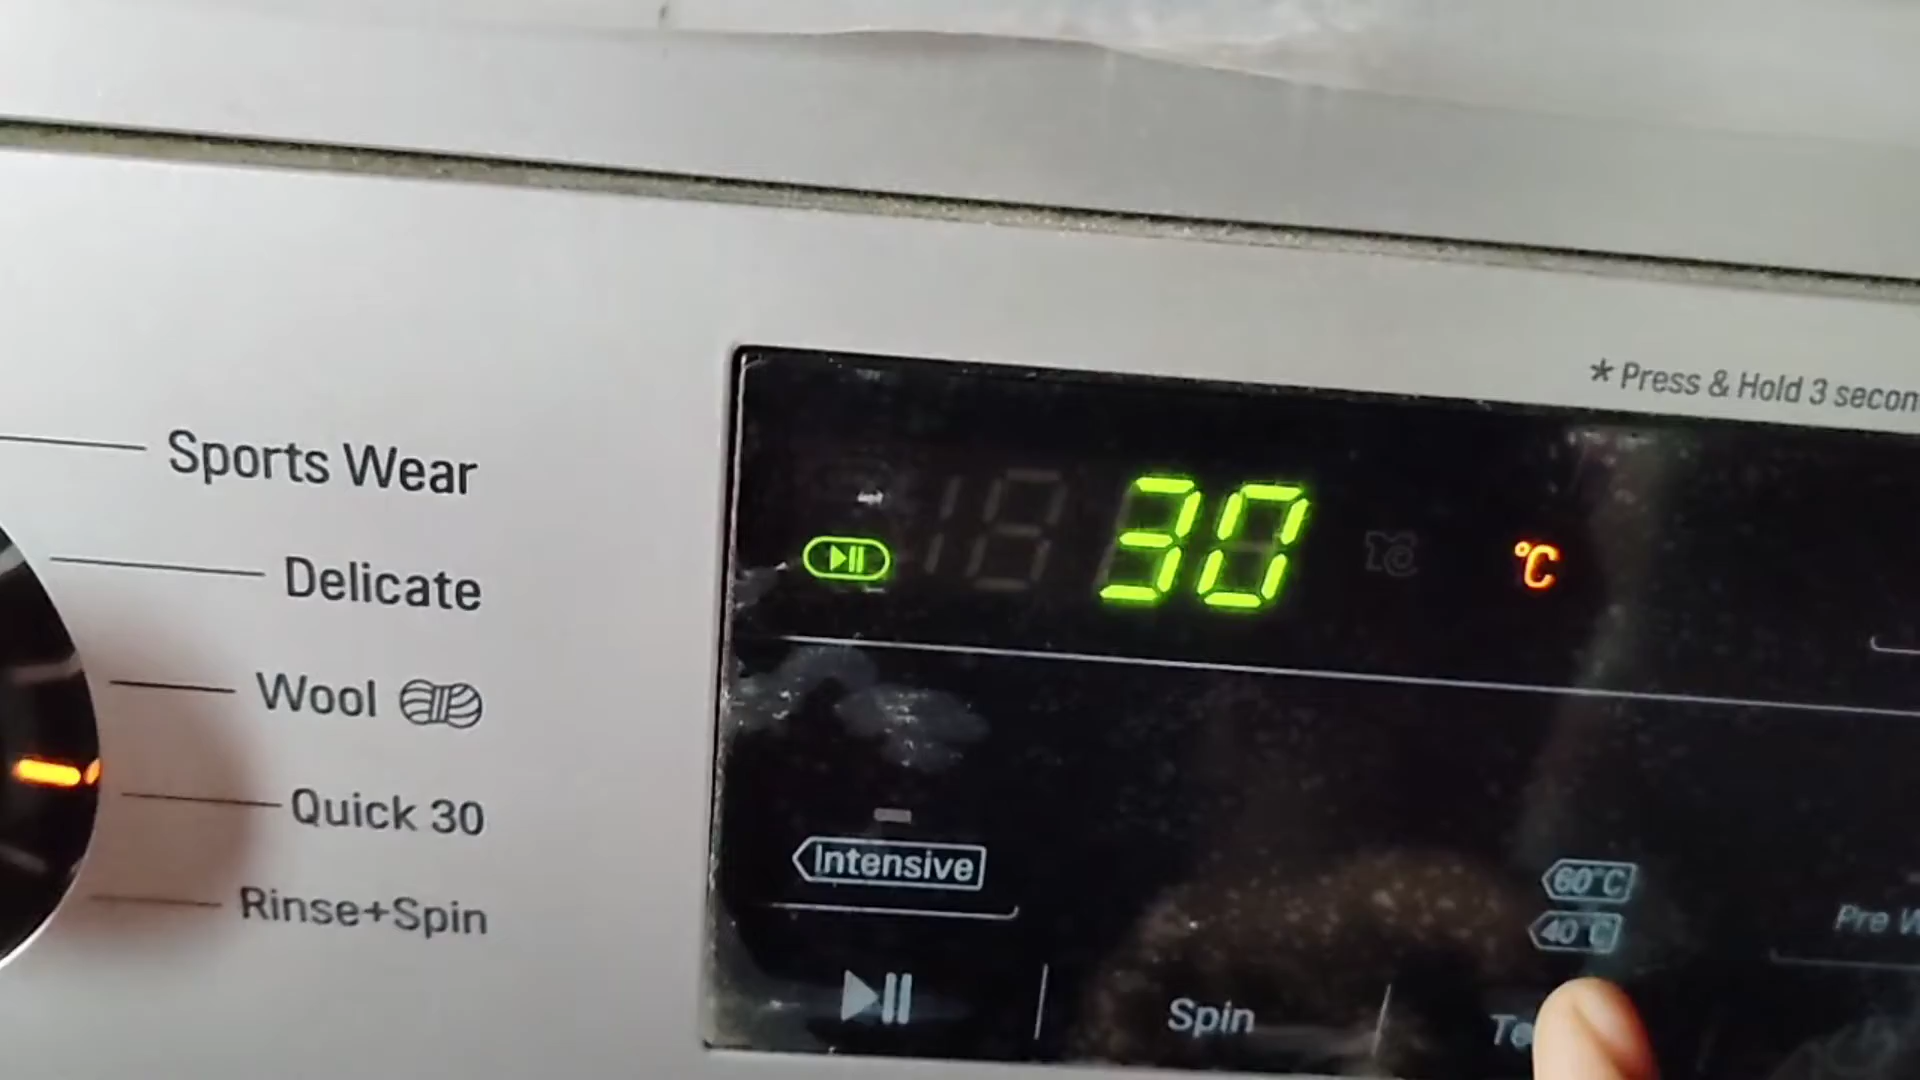 * Press & Hold 3 secon
Sports Wear
Delicate
Wool
Quick 30
Rinse+Spin
30
°C
Intensive
60°C
40°C
Pre W
Spin
Te